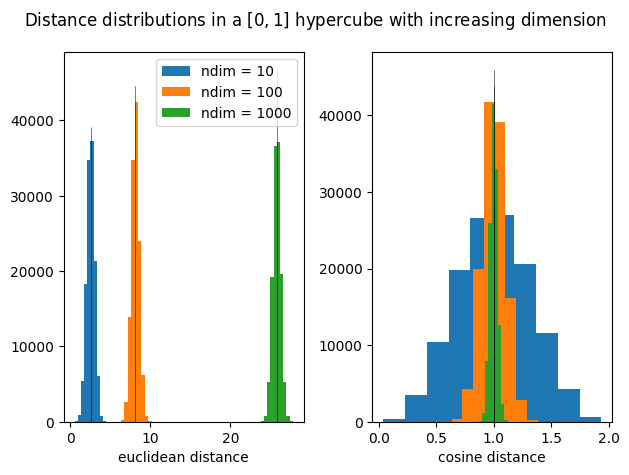 Distance distributions in a [0, 1] hypercube with increasing dimension
ndim = 10
ndim = 100
ndim = 1000
40000
30000
20000
10000
0
0 10 20
euclidean distance
40000
30000
20000
10000
0
0.0 0.5 1.0 1.5 2.0
cosine distance